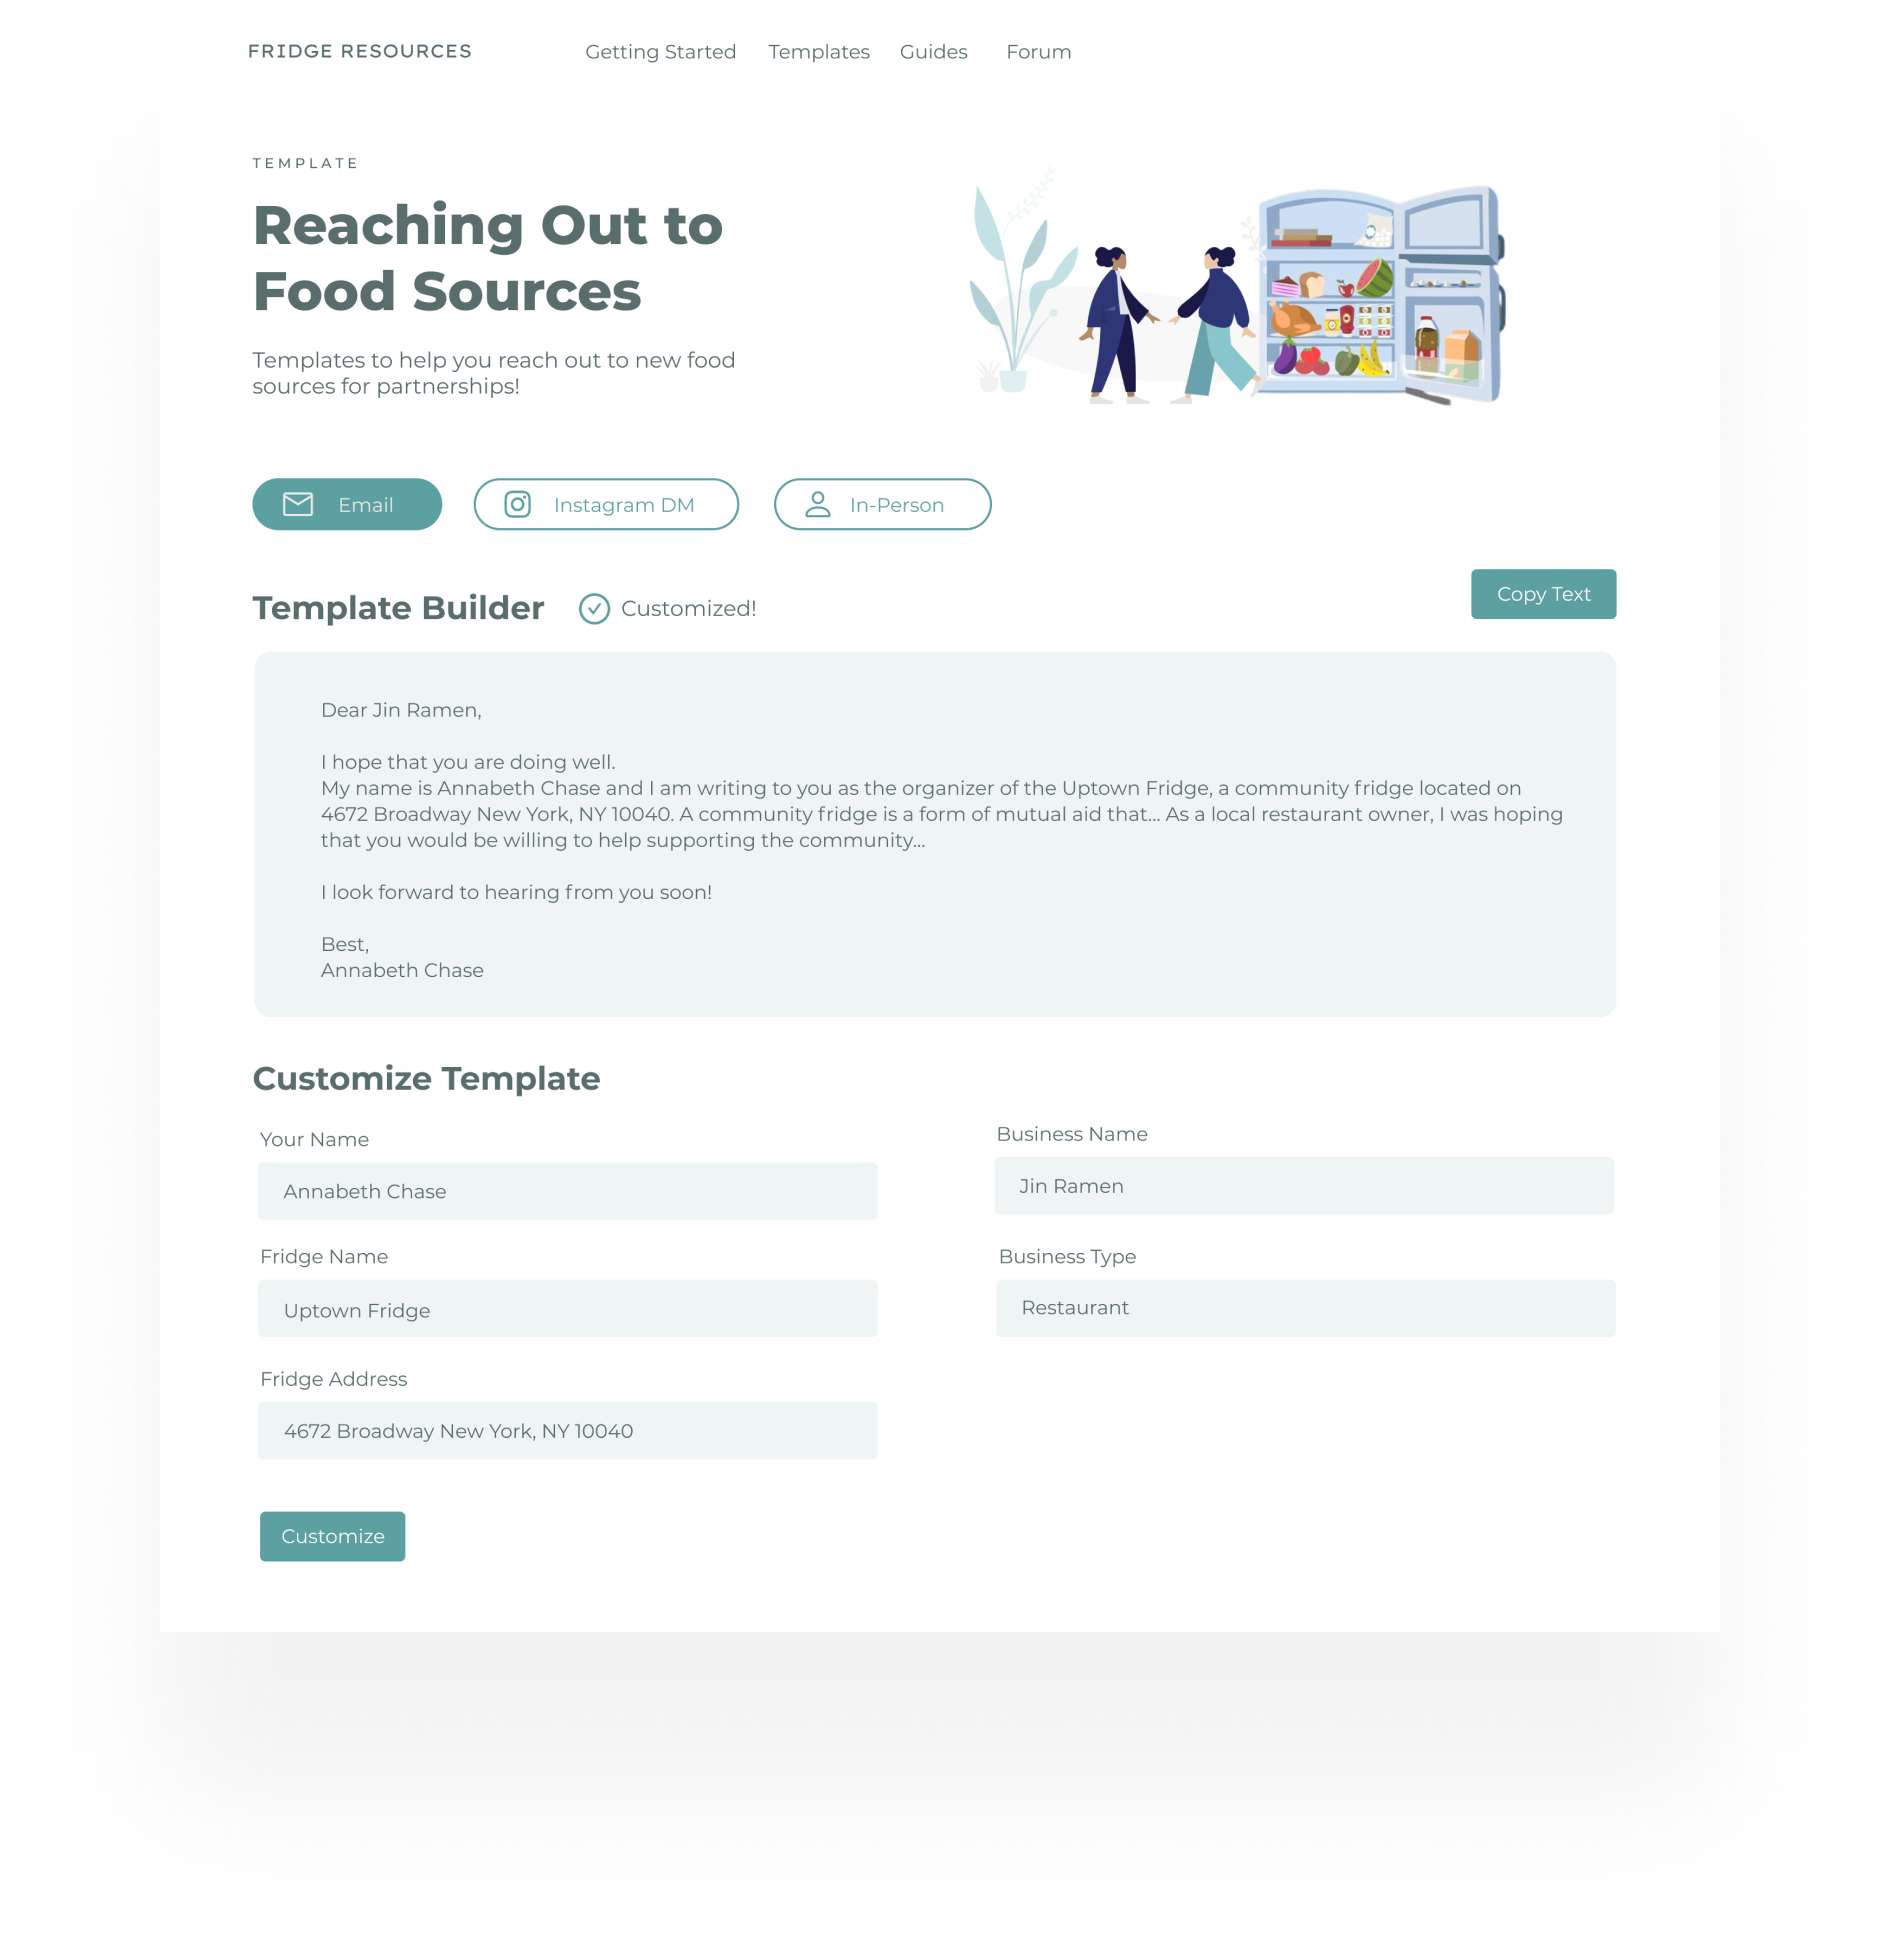 FRIDGE RESOURCES
Getting Started
Templates
Guides
Forum
TEMPLATE
Reaching Out to
Food Sources
Templates to help you reach out to new food
sources for partnerships!
Email
Instagram DM
In-Person
Template Builder
Customized!
Copy Text
Dear Jin Ramen,
I hope that you are doing well.
My name is Annabeth Chase and I am writing to you as the organizer of the Uptown Fridge, a community fridge located on
4672 Broadway New York, NY 10040. A community fridge is a form of mutual aid that... As a local restaurant owner, I was hoping
that you would be willing to help supporting the community...
I look forward to hearing from you soon!
Best,
Annabeth Chase
Customize Template
Your Name
Annabeth Chase
Business Name
Jin Ramen
Fridge Name
Uptown Fridge
Business Type
Restaurant
Fridge Address
4672 Broadway New York, NY 10040
Customize